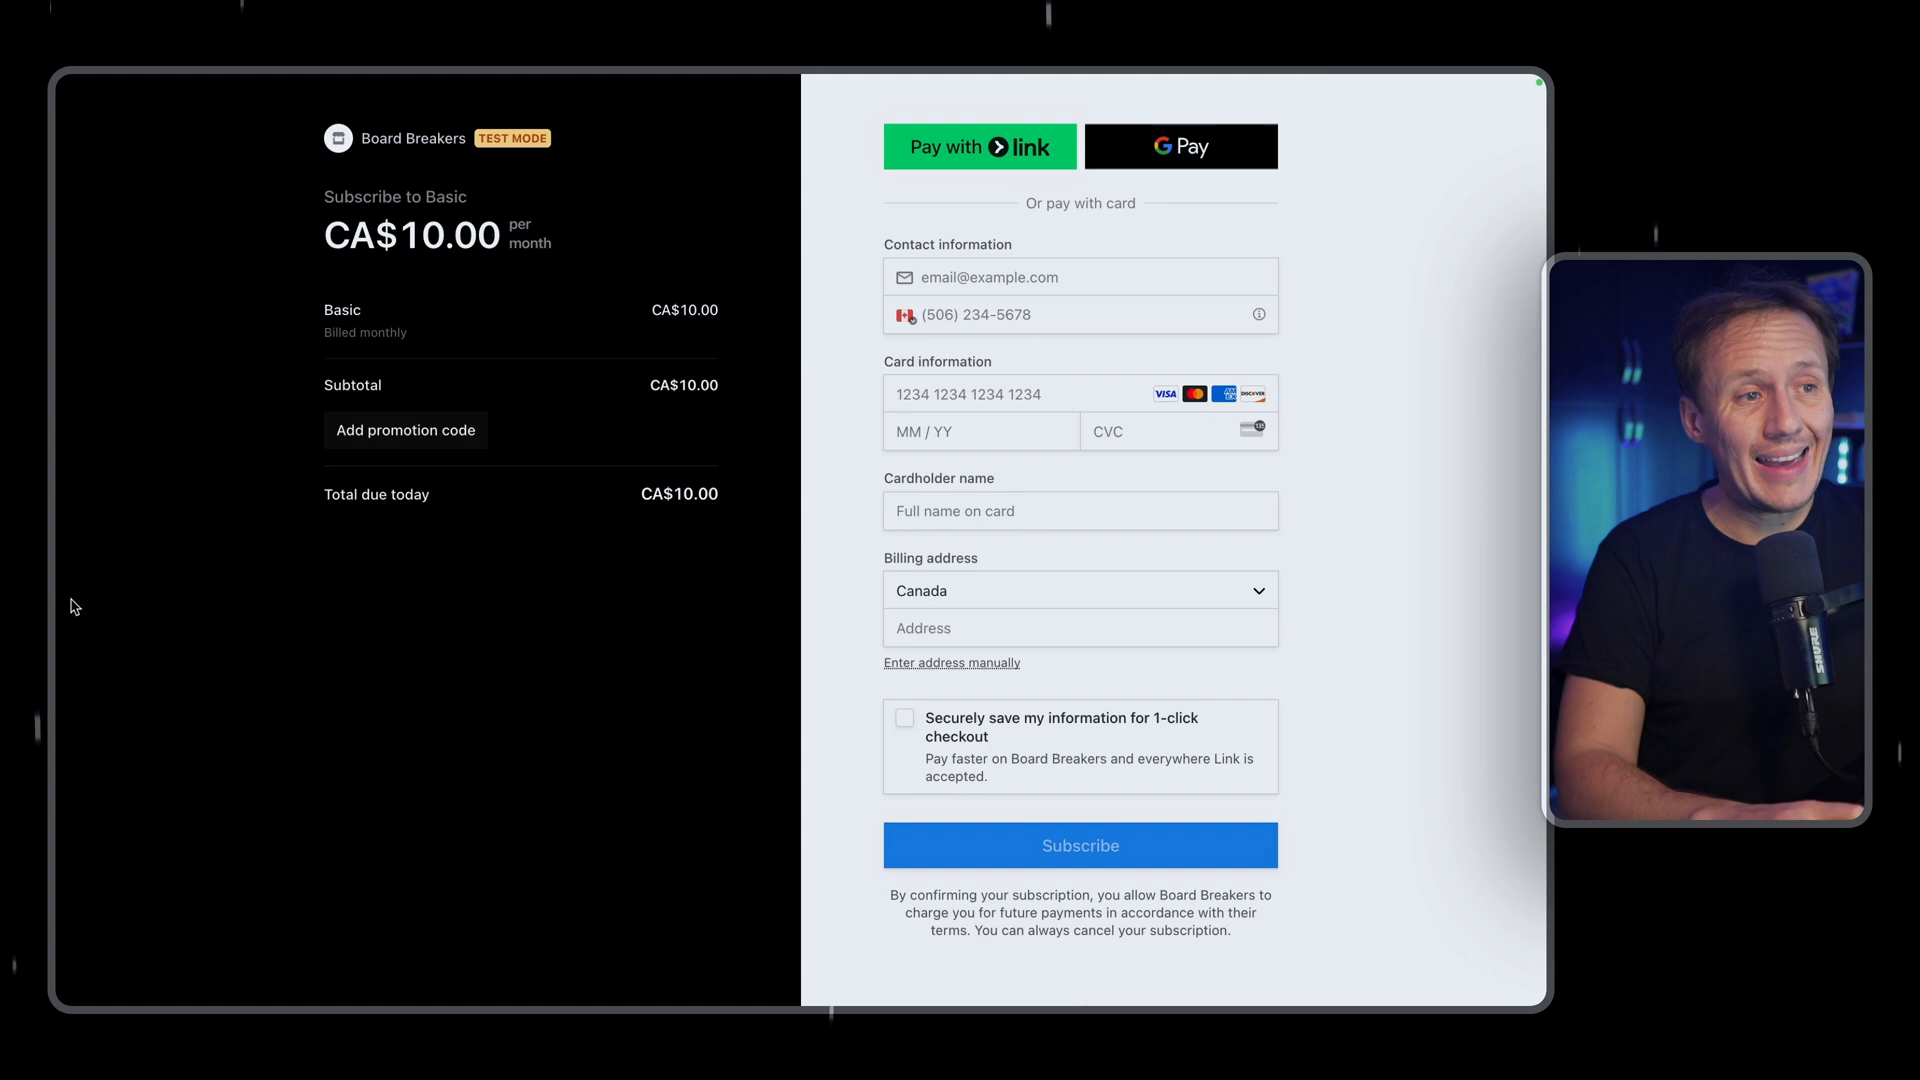 Board Breakers TEST MODE
Subscribe to Basic
CA$10.00 per
month
Basic CA$10.00
Billed monthly
Subtotal CA$10.00
Add promotion code
Total due today CA$10.00
Pay with link
G Pay
Or pay with card
Contact information
email@example.com
(506) 234-5678
Card information
1234 1234 1234 1234 VISA AMEX DISCOVER
MM / YY CVC 135
Cardholder name
Full name on card
Billing address
Canada
Address
Enter address manually
Securely save my information for 1-click
checkout
Pay faster on Board Breakers and everywhere Link is
accepted.
Subscribe
By confirming your subscription, you allow Board Breakers to
charge you for future payments in accordance with their
terms. You can always cancel your subscription.
SHURE